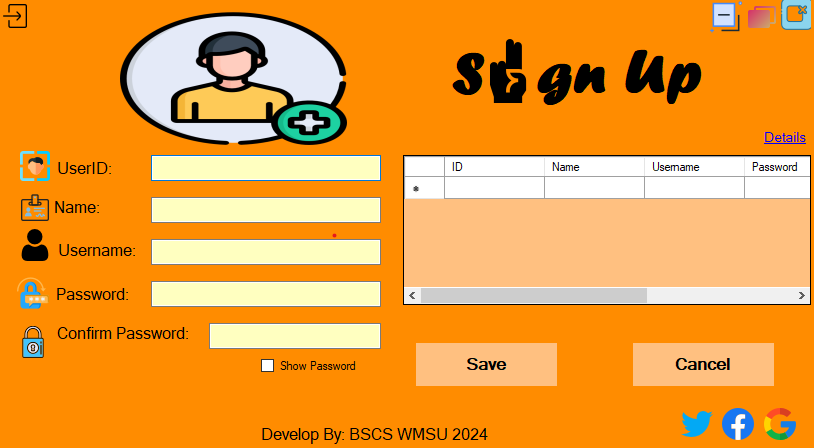 Sign Up
Details
UserID:
Name:
Username:
Password:
Confirm Password:
Show Password
ID Name Username Password
*
Save
Cancel
Develop By: BSCS WMSU 2024